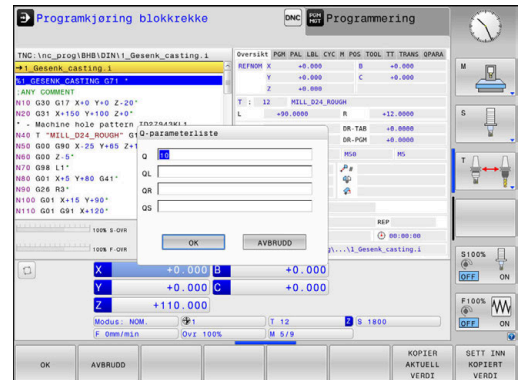 Programkjøring blokkrekke
DNC
Programmering
TNC:\nc_prog\BHB\DIN\1_Gesenk_casting.i
→1_Gesenk_casting.i
%1_GESENK_CASTING G71 *
;ANY COMMENT
N10 G30 G17 X+0 Y+0 Z-20*
N20 G31 X+150 Y+100 Z+0*
* - Machine hole pattern ID27943KL1
N40 T "MILL_D24_ROUGH" G1
N50 G00 G90 X-25 Y+65 Z+1
N60 G00 Z-5*
N70 G98 L1*
N80 G01 X+5 Y+80 G41*
N90 G26 R3*
N100 G01 X+15 Y+90*
N110 G01 G91 X+120*
100% S-OVR
100% F-OVR
Oversikt PGM PAL LBL CYC M POS TOOL TT TRANS QPARA
REFNOM X +0.000 B +0.000
Y +0.000 C +0.000
Z +0.000
T : 12 MILL_D24_ROUGH
L +90.0000 R +12.0000
DR-TAB +0.0000
DR-PGM +0.0000
M50 M5
REP
00:00:00
\...\1_Gesenk_casting.i
Q-parameterliste
Q 10
QL
QR
QS
OK AVBRUDD
X +0.000 B +0.000
Y +0.000 C +0.000
Z +110.000
Modus: NOM. 1 T 12 Z S 1800
F 0mm/min Ovr 100% M 5/9
M
S
T
S100%
OFF ON
F100%
OFF ON
OK
AVBRUDD
KOPIER AKTUELL VERDI
SETT INN KOPIERT VERDI